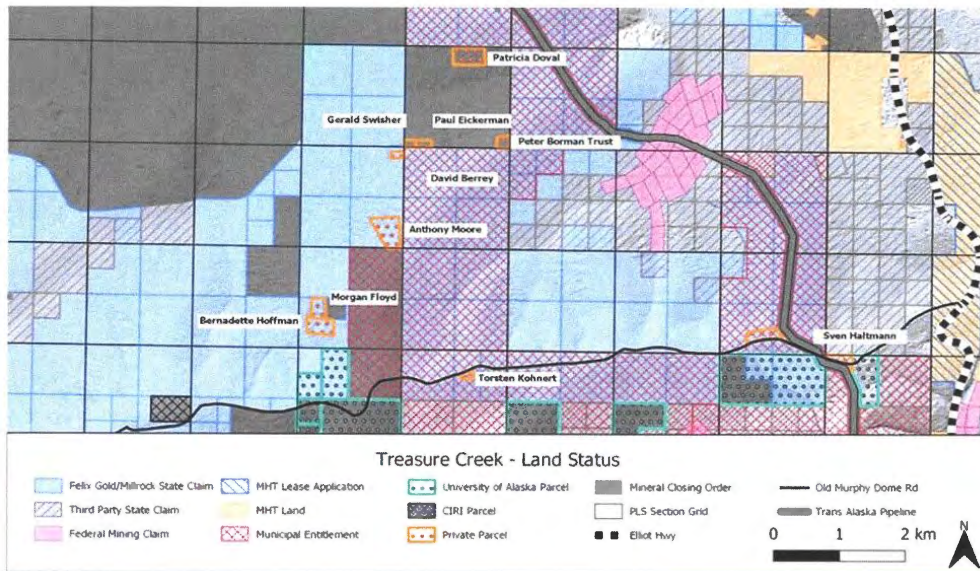 Patricia Doval
Gerald Swisher
Paul Eickerman
Peter Borman Trust
David Berrey
Anthony Moore
Morgan Floyd
Bernadette Hoffman
Sven Haltmann
Torsten Kohnert
Treasure Creek - Land Status
Felix Gold/Millrock State Claim
MHT Lease Application
University of Alaska Parcel
Mineral Closing Order
Old Murphy Dome Rd
Third Party State Claim
MHT Land
CIRI Parcel
PLS Section Grid
Trans Alaska Pipeline
Federal Mining Claim
Municipal Entitlement
Private Parcel
Elliot Hwy
0 1 2 km
N